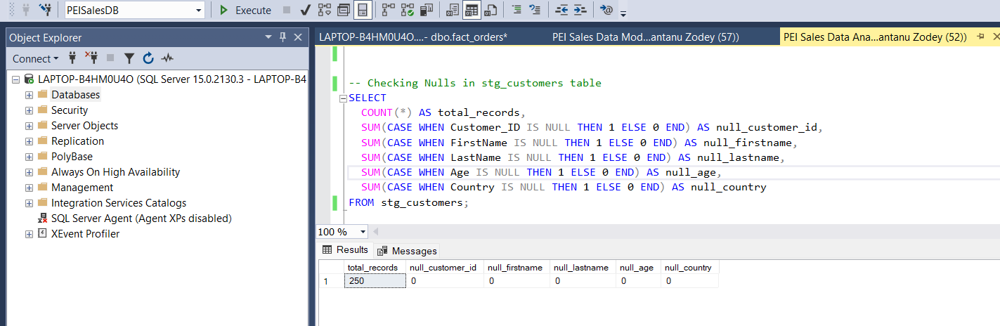 PEISalesDB
Execute
Object Explorer
Connect
LAPTOP-B4HM0U4O (SQL Server 15.0.2130.3 - LAPTOP-B4
Databases
Security
Server Objects
Replication
PolyBase
Always On High Availability
Management
Integration Services Catalogs
SQL Server Agent (Agent XPs disabled)
XEvent Profiler
LAPTOP-B4HM0U4O....- dbo.fact_orders*
PEI Sales Data Mod...antanu Zodey (57))
PEI Sales Data Ana...antanu Zodey (52))
-- Checking Nulls in stg_customers table
SELECT
COUNT(*) AS total_records,
SUM(CASE WHEN Customer_ID IS NULL THEN 1 ELSE 0 END) AS null_customer_id,
SUM(CASE WHEN FirstName IS NULL THEN 1 ELSE 0 END) AS null_firstname,
SUM(CASE WHEN LastName IS NULL THEN 1 ELSE 0 END) AS null_lastname,
SUM(CASE WHEN Age IS NULL THEN 1 ELSE 0 END) AS null_age,
SUM(CASE WHEN Country IS NULL THEN 1 ELSE 0 END) AS null_country
FROM stg_customers;
100 %
Results Messages
total_records null_customer_id null_firstname null_lastname null_age null_country
1 250 0 0 0 0 0